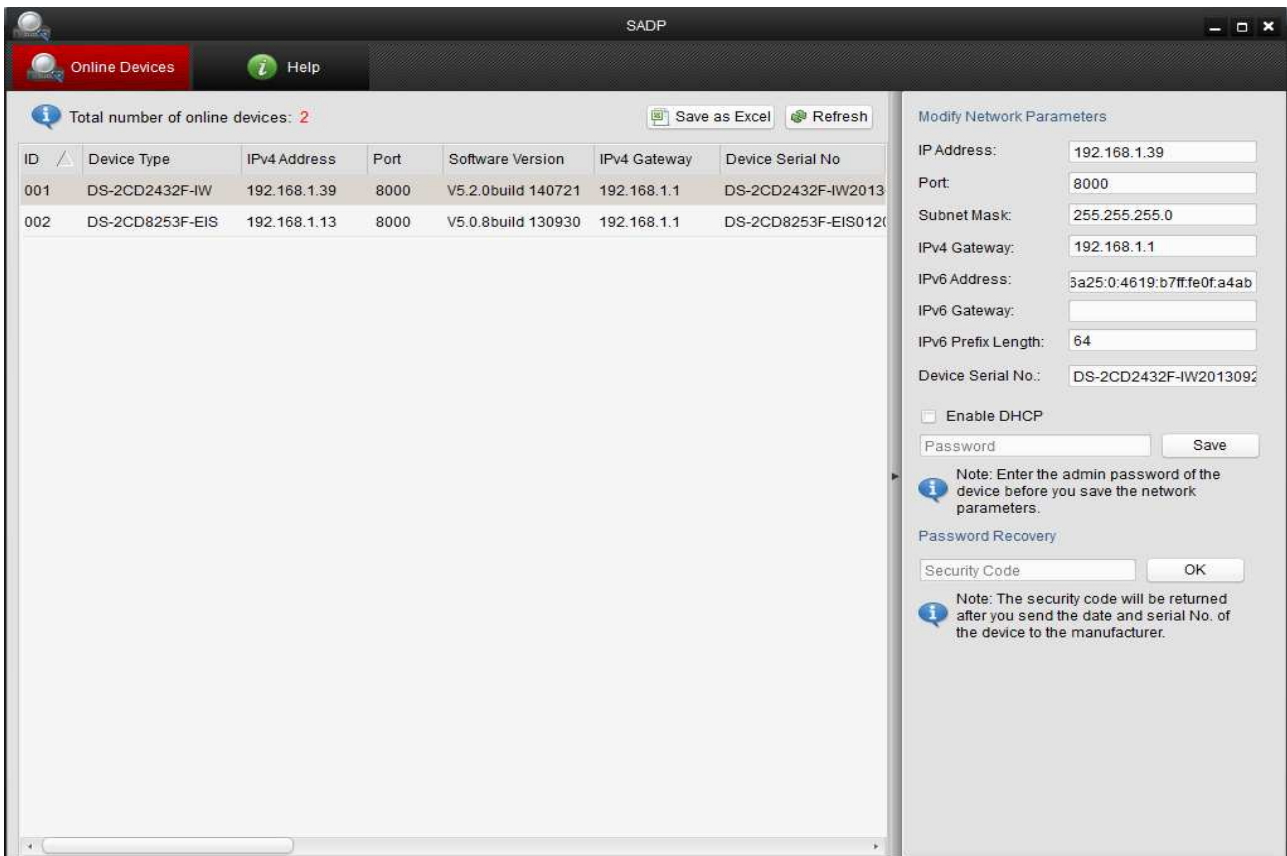 SADP
Online Devices
Help
Total number of online devices: 2
Save as Excel
Refresh
ID Device Type IPv4 Address Port Software Version IPv4 Gateway Device Serial No
001 DS-2CD2432F-IW 192.168.1.39 8000 V5.2.0build 140721 192.168.1.1 DS-2CD2432F-IW2013
002 DS-2CD8253F-EIS 192.168.1.13 8000 V5.0.8build 130930 192.168.1.1 DS-2CD8253F-EIS0120
Modify Network Parameters
IP Address: 192.168.1.39
Port: 8000
Subnet Mask: 255.255.255.0
IPv4 Gateway: 192.168.1.1
IPv6 Address: 6a25:0:4619:b7ff:fe0f:a4ab
IPv6 Gateway:
IPv6 Prefix Length: 64
Device Serial No.: DS-2CD2432F-IW2013092
Enable DHCP
Password
Save
Note: Enter the admin password of the
device before you save the network
parameters.
Password Recovery
Security Code
OK
Note: The security code will be returned
after you send the date and serial No. of
the device to the manufacturer.